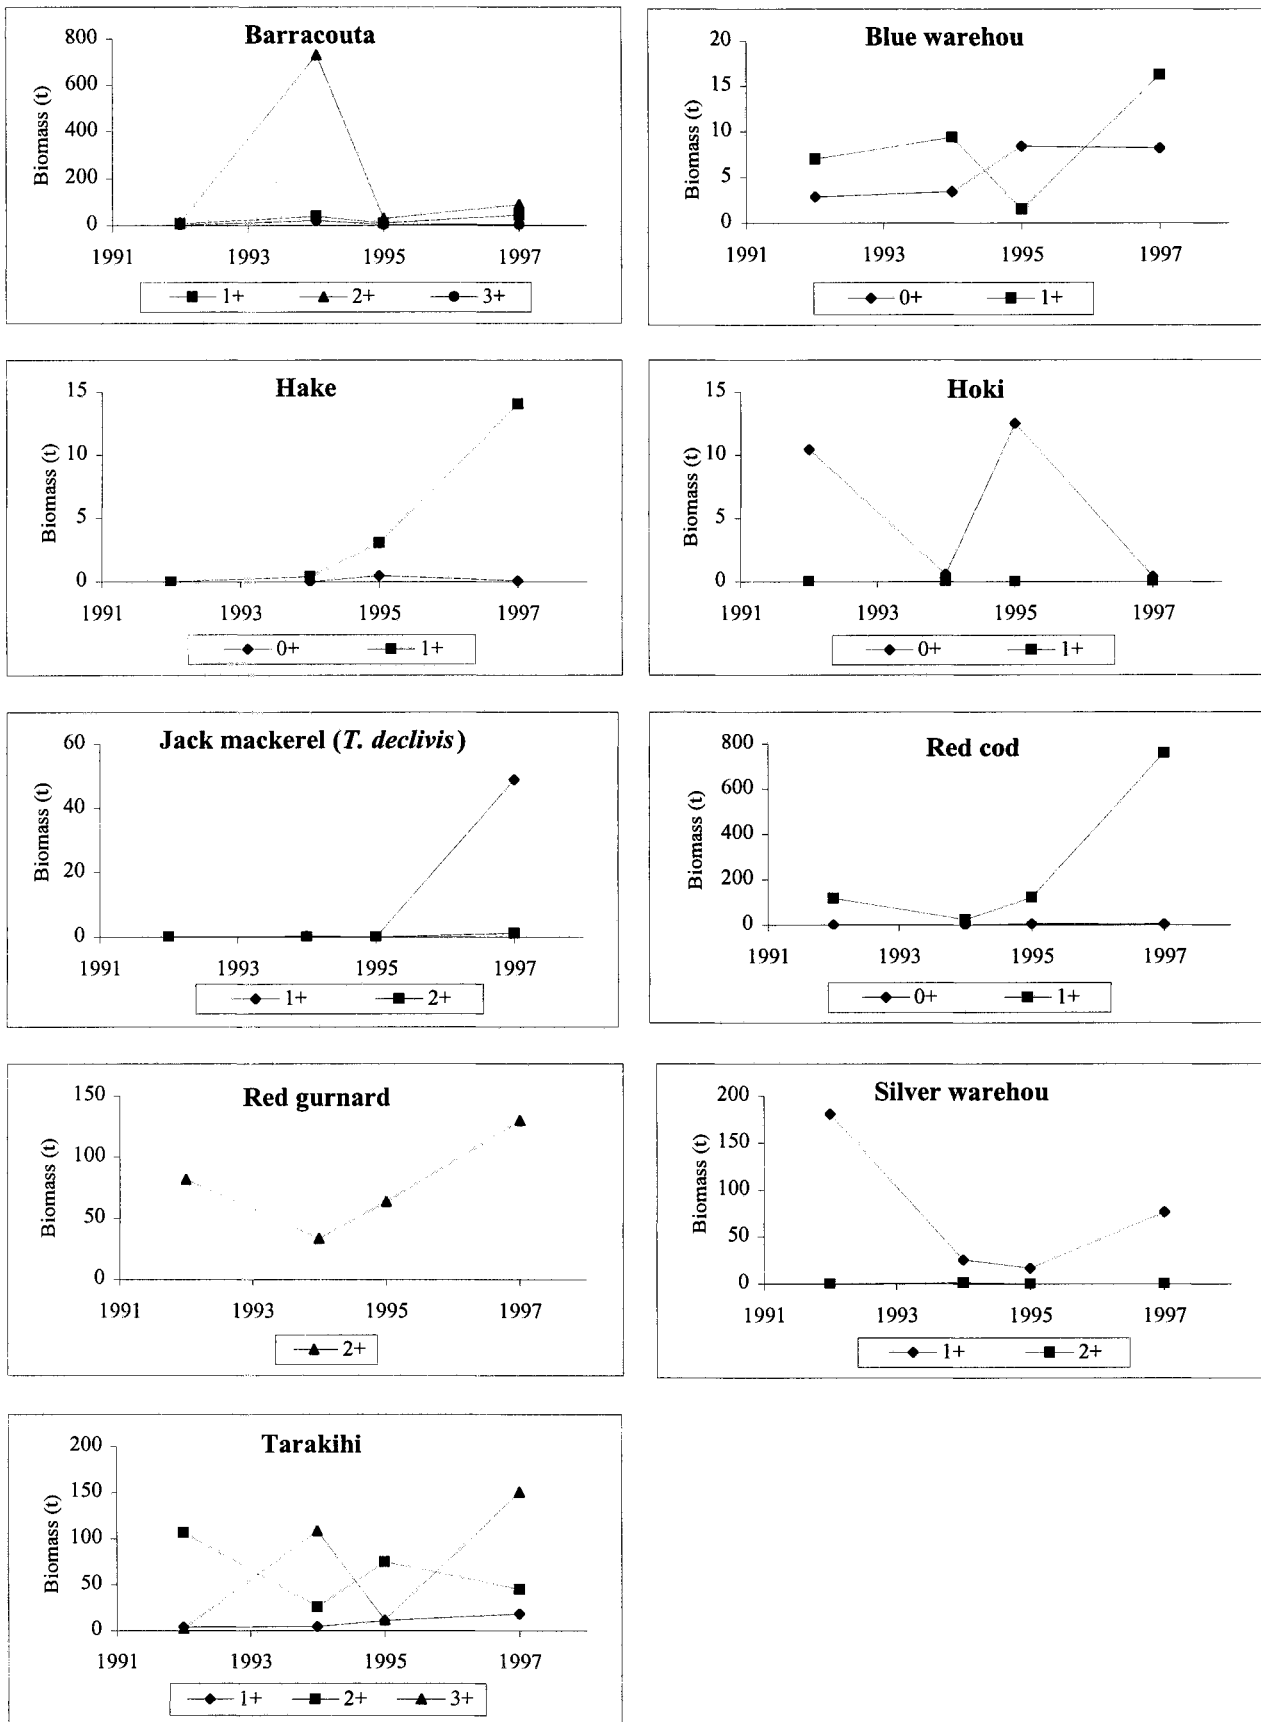 Barracouta
Biomass (t)
800
600
400
200
0
1991 1993 1995 1997
1+ 2+ 3+
Blue warehou
Biomass (t)
20
15
10
5
0
1991 1993 1995 1997
0+ 1+
Hake
Biomass (t)
15
10
5
0
1991 1993 1995 1997
0+ 1+
Hoki
Biomass (t)
15
10
5
0
1991 1993 1995 1997
0+ 1+
Jack mackerel (T. declivis)
Biomass (t)
60
40
20
0
1991 1993 1995 1997
1+ 2+
Red cod
Biomass (t)
800
600
400
200
0
1991 1993 1995 1997
0+ 1+
Red gurnard
Biomass (t)
150
100
50
0
1991 1993 1995 1997
2+
Silver warehou
Biomass (t)
200
150
100
50
0
1991 1993 1995 1997
1+ 2+
Tarakihi
Biomass (t)
200
150
100
50
0
1991 1993 1995 1997
1+ 2+ 3+